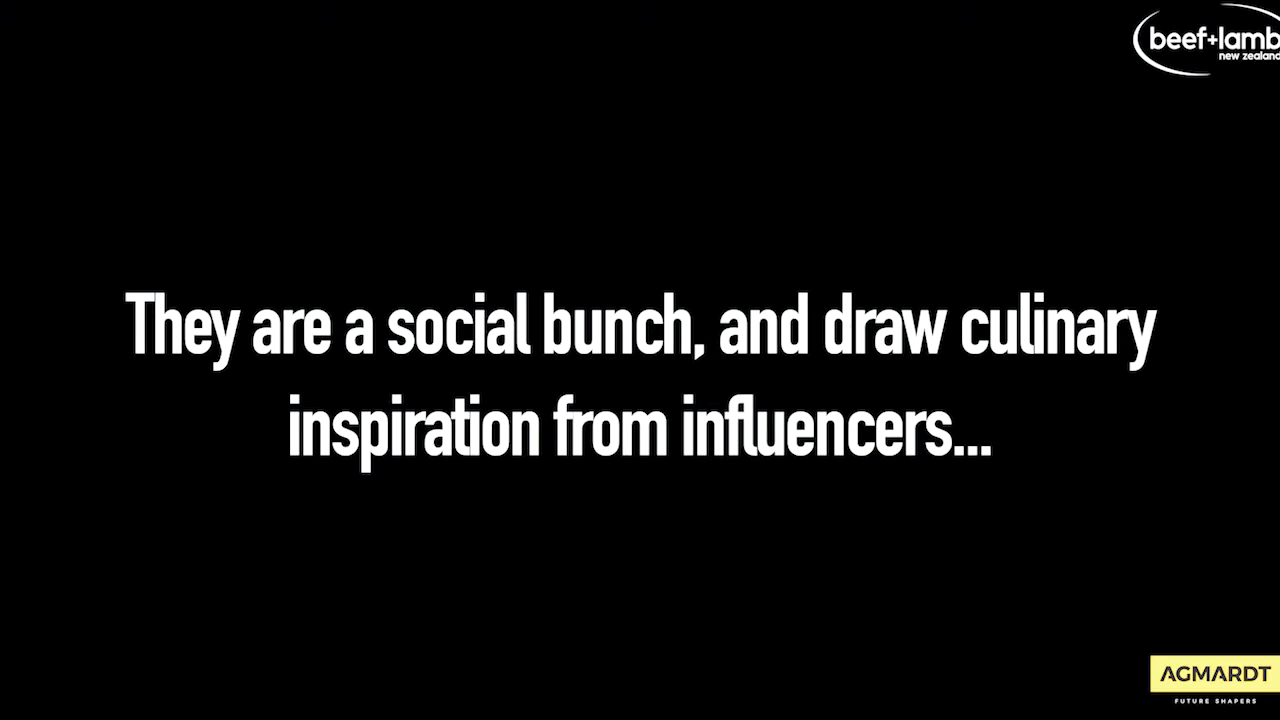 beef+lamb
new zealand
They are a social bunch, and draw culinary
inspiration from influencers...
AGMARDT
FUTURE SHAPERS